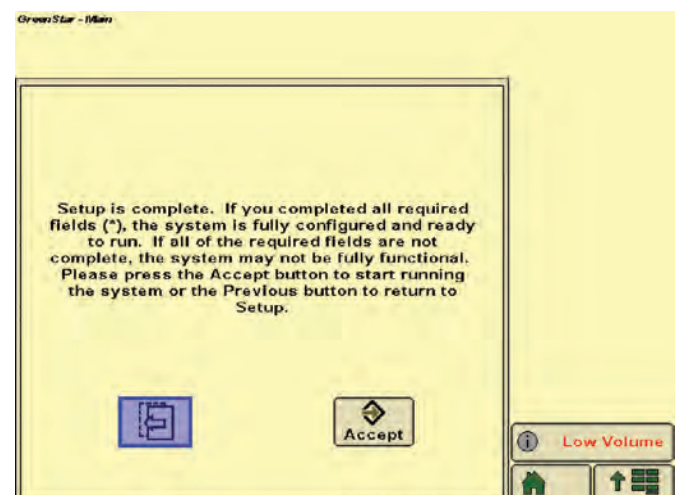 GreenStar - Main
Setup is complete. If you completed all required
fields (*), the system is fully configured and ready
to run. If all of the required fields are not
complete, the system may not be fully functional.
Please press the Accept button to start running
the system or the Previous button to return to
Setup.
Accept
Low Volume